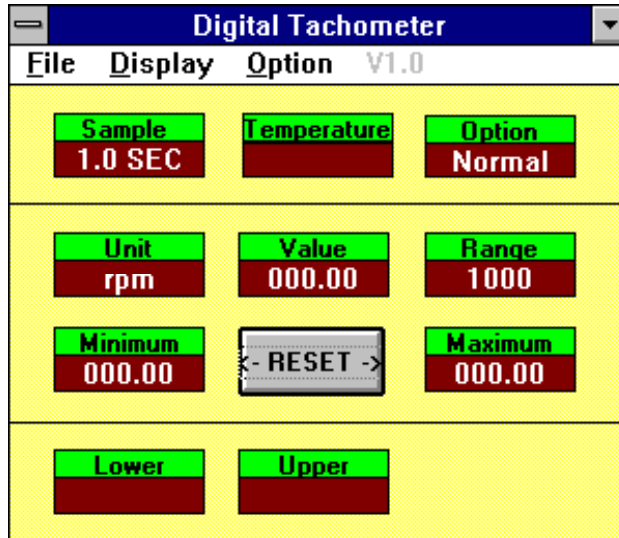 Digital Tachometer
File Display Option V1.0
Sample Temperature Option
1.0 SEC Normal
Unit Value Range
rpm 000.00 1000
Minimum Maximum
<- RESET ->
000.00 000.00
Lower Upper